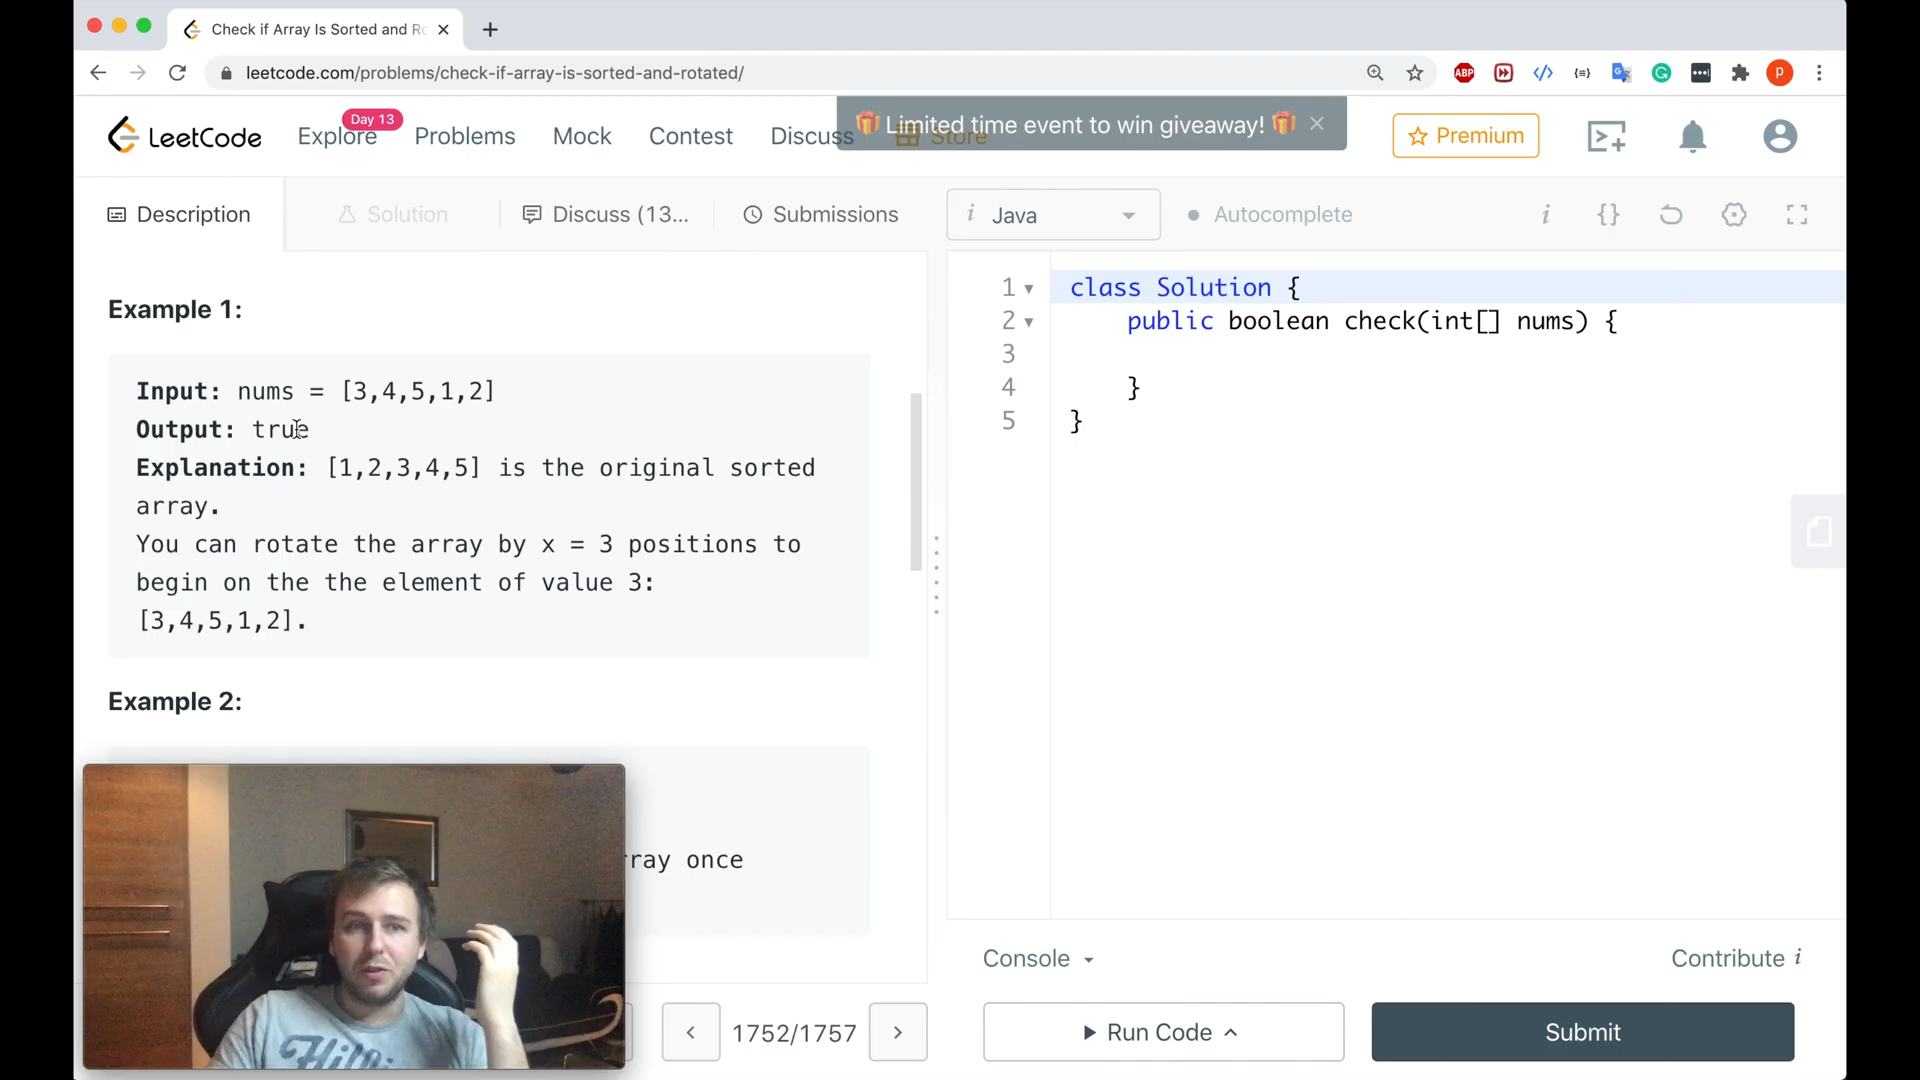 Check if Array Is Sorted and Ro
leetcode.com/problems/check-if-array-is-sorted-and-rotated/
ABP
P
LeetCode
Explore
Day 13
Problems
Mock
Contest
Discuss
Store
🎁 Limited time event to win giveaway! 🎁
Premium
Description
Solution
Discuss (13...
Submissions
i Java
Autocomplete
Example 1:
Input: nums = [3,4,5,1,2]
Output: true
Explanation: [1,2,3,4,5] is the original sorted
array.
You can rotate the array by x = 3 positions to
begin on the the element of value 3:
[3,4,5,1,2].
Example 2:
rray once
1 class Solution {
2 public boolean check(int[] nums) {
3
4 }
5 }
Console
Contribute i
1752/1757
Run Code
Submit